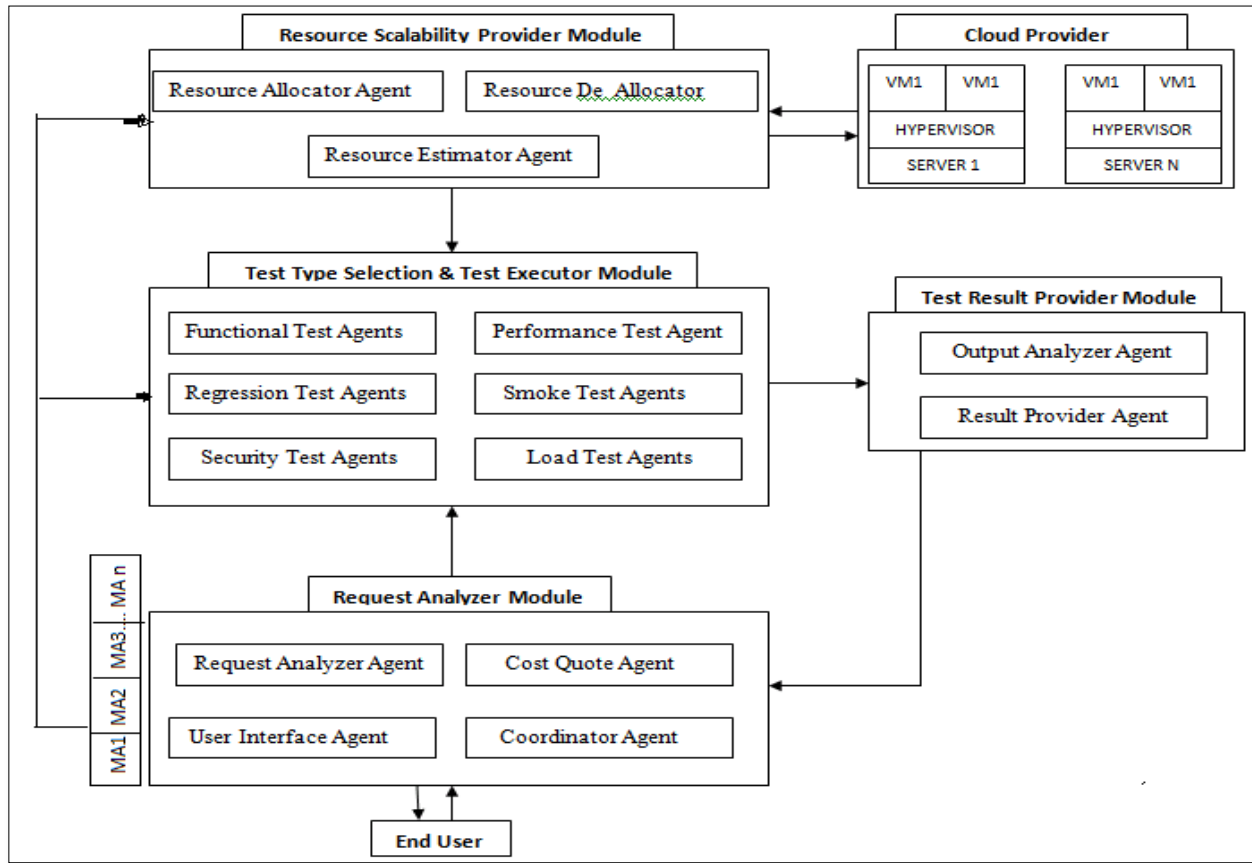 Resource Scalability Provider Module
Resource Allocator Agent
Resource De Allocator
Resource Estimator Agent
Cloud Provider
VM1
VM1
VM1
VM1
HYPERVISOR
HYPERVISOR
SERVER 1
SERVER N
Test Type Selection & Test Executor Module
Functional Test Agents
Performance Test Agent
Regression Test Agents
Smoke Test Agents
Security Test Agents
Load Test Agents
Test Result Provider Module
Output Analyzer Agent
Result Provider Agent
MA1
MA2
MA3.... MA n
Request Analyzer Module
Request Analyzer Agent
Cost Quote Agent
User Interface Agent
Coordinator Agent
End User